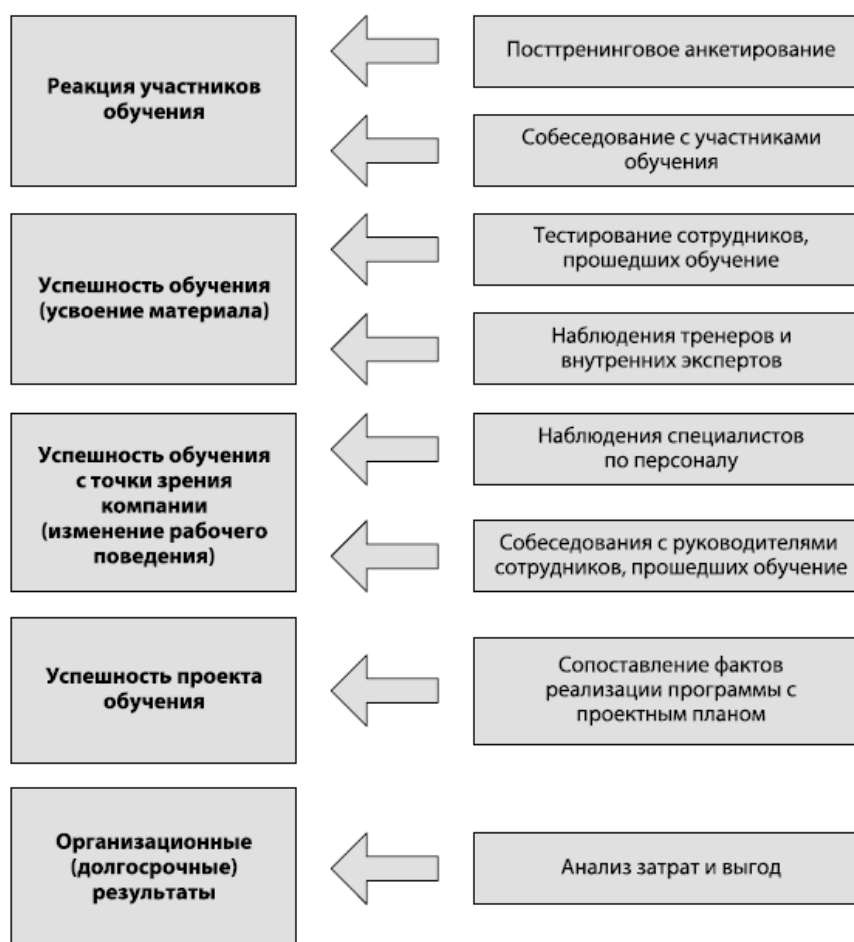 Реакция участников
обучения
Посттренинговое анкетирование
Собеседование с участниками
обучения
Успешность обучения
(усвоение материала)
Тестирование сотрудников,
прошедших обучение
Наблюдения тренеров и
внутренних экспертов
Успешность обучения
с точки зрения
компании
(изменение рабочего
поведения)
Наблюдения специалистов
по персоналу
Собеседования с руководителями
сотрудников, прошедших обучение
Успешность проекта
обучения
Сопоставление фактов
реализации программы с
проектным планом
Организационные
(долгосрочные)
результаты
Анализ затрат и выгод